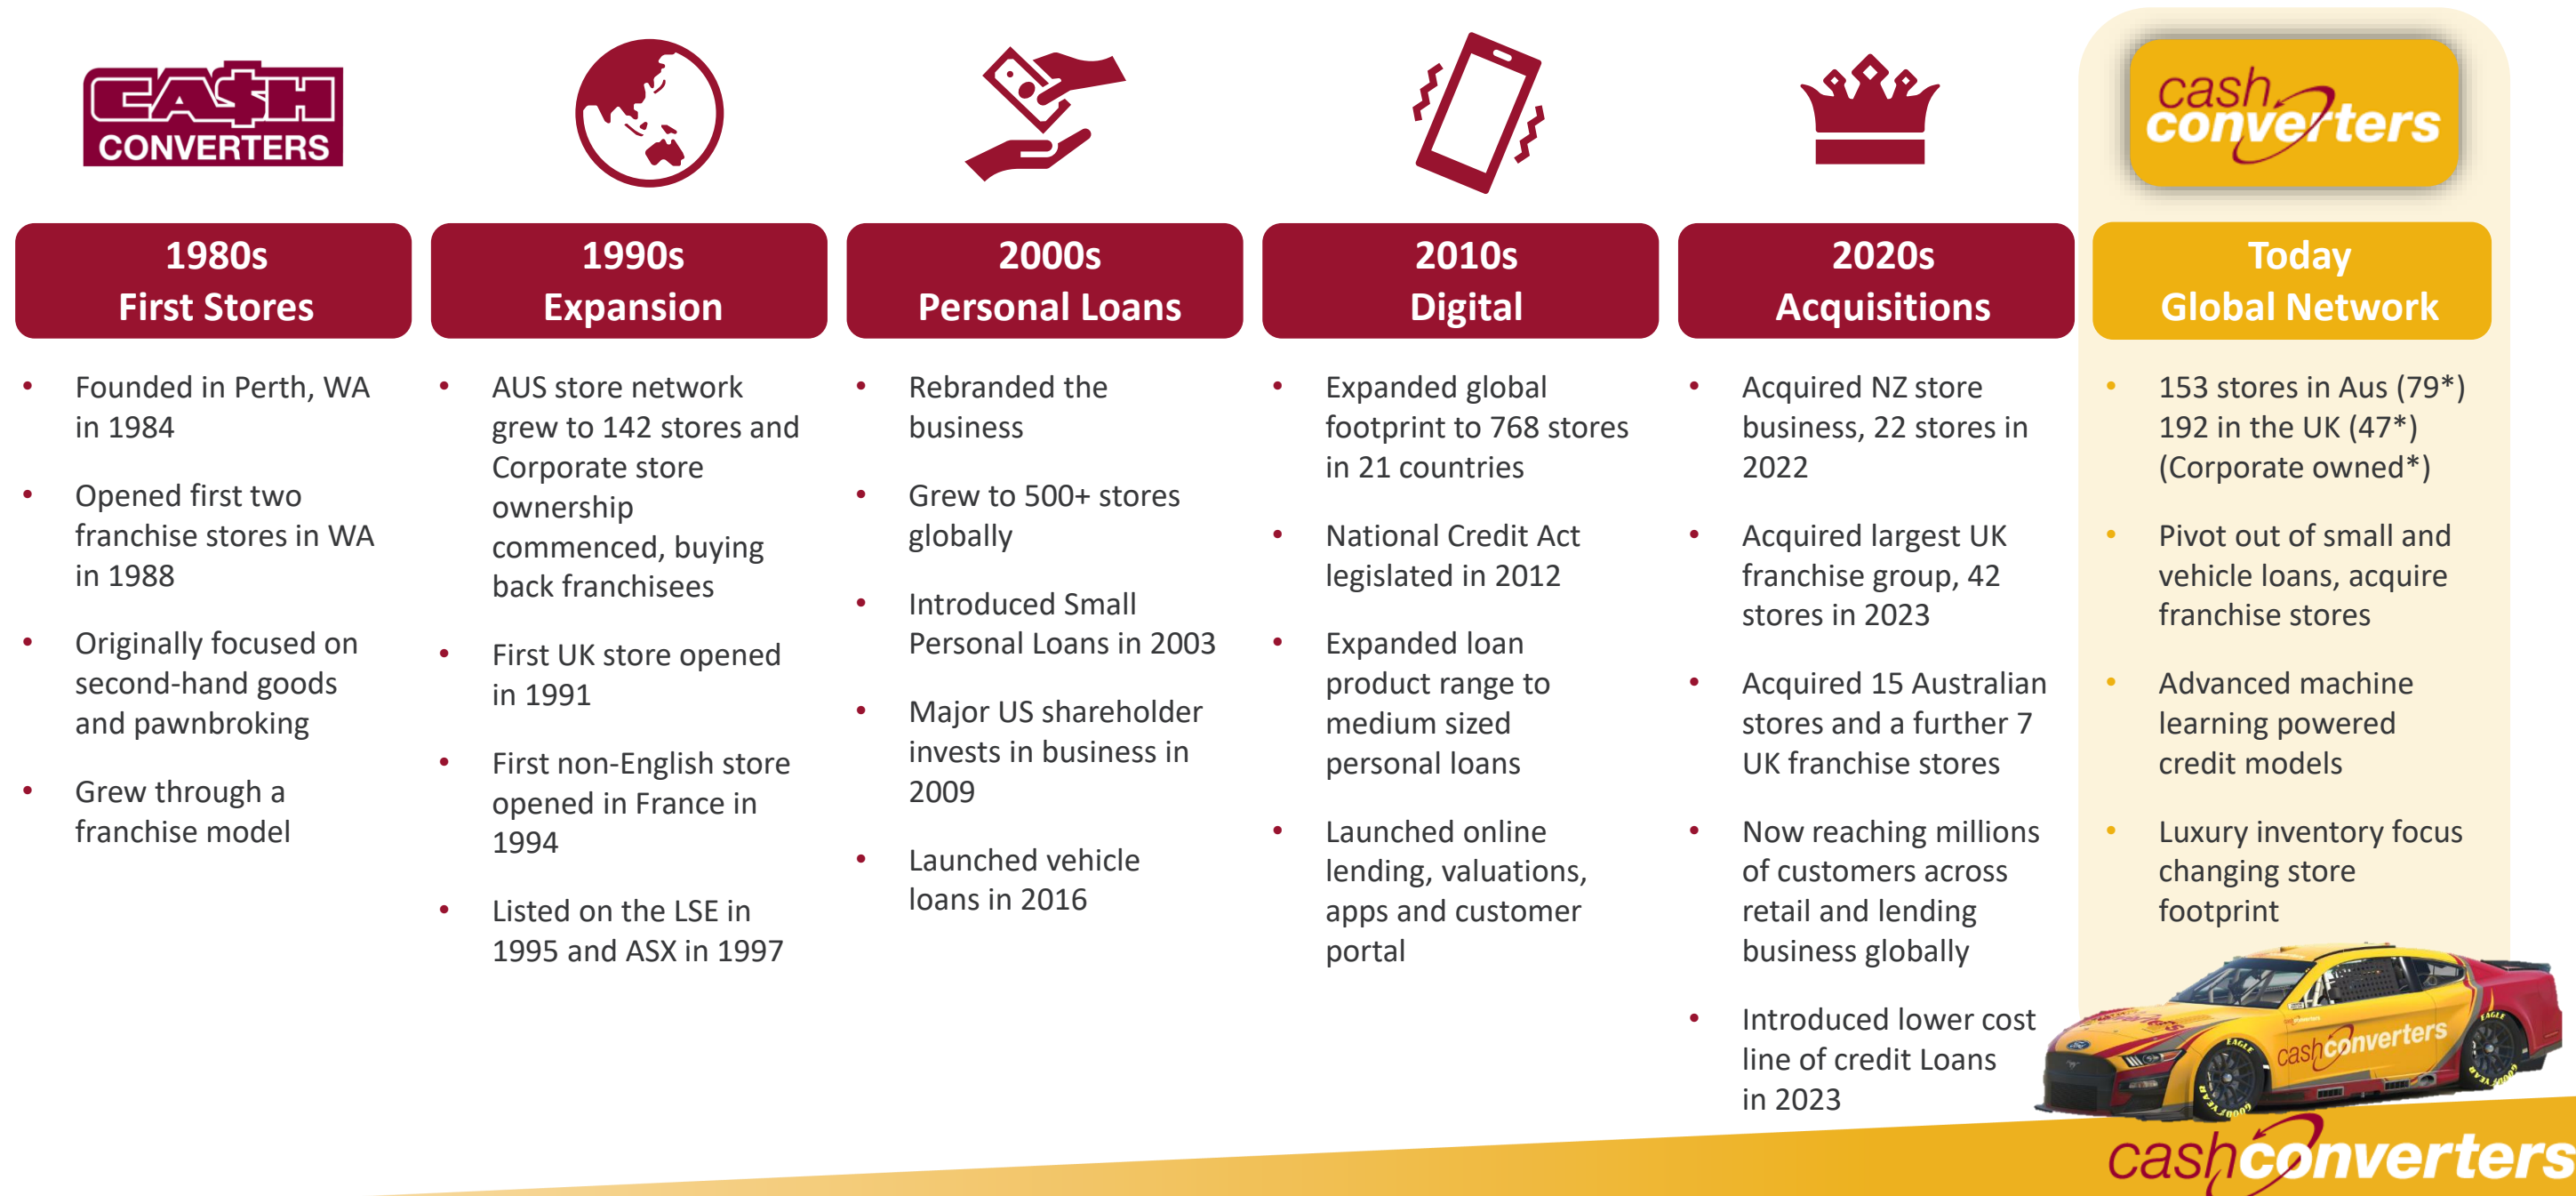 CA$H
CONVERTERS
1980s
First Stores
• Founded in Perth, WA
in 1984
• Opened first two
franchise stores in WA
in 1988
• Originally focused on
second-hand goods
and pawnbroking
• Grew through a
franchise model
1990s
Expansion
• AUS store network
grew to 142 stores and
Corporate store
ownership
commenced, buying
back franchisees
• First UK store opened
in 1991
• First non-English store
opened in France in
1994
• Listed on the LSE in
1995 and ASX in 1997
2000s
Personal Loans
• Rebranded the
business
• Grew to 500+ stores
globally
• Introduced Small
Personal Loans in 2003
• Major US shareholder
invests in business in
2009
• Launched vehicle
loans in 2016
2010s
Digital
• Expanded global
footprint to 768 stores
in 21 countries
• National Credit Act
legislated in 2012
• Expanded loan
product range to
medium sized
personal loans
• Launched online
lending, valuations,
apps and customer
portal
2020s
Acquisitions
• Acquired NZ store
business, 22 stores in
2022
• Acquired largest UK
franchise group, 42
stores in 2023
• Acquired 15 Australian
stores and a further 7
UK franchise stores
• Now reaching millions
of customers across
retail and lending
business globally
• Introduced lower cost
line of credit Loans
in 2023
cash
converters
Today
Global Network
• 153 stores in Aus (79*)
192 in the UK (47*)
(Corporate owned*)
• Pivot out of small and
vehicle loans, acquire
franchise stores
• Advanced machine
learning powered
credit models
• Luxury inventory focus
changing store
footprint
cashconverters
EAGLE
GOODYEAR
EAGLE
GOODYEAR
Ford
cashconverters